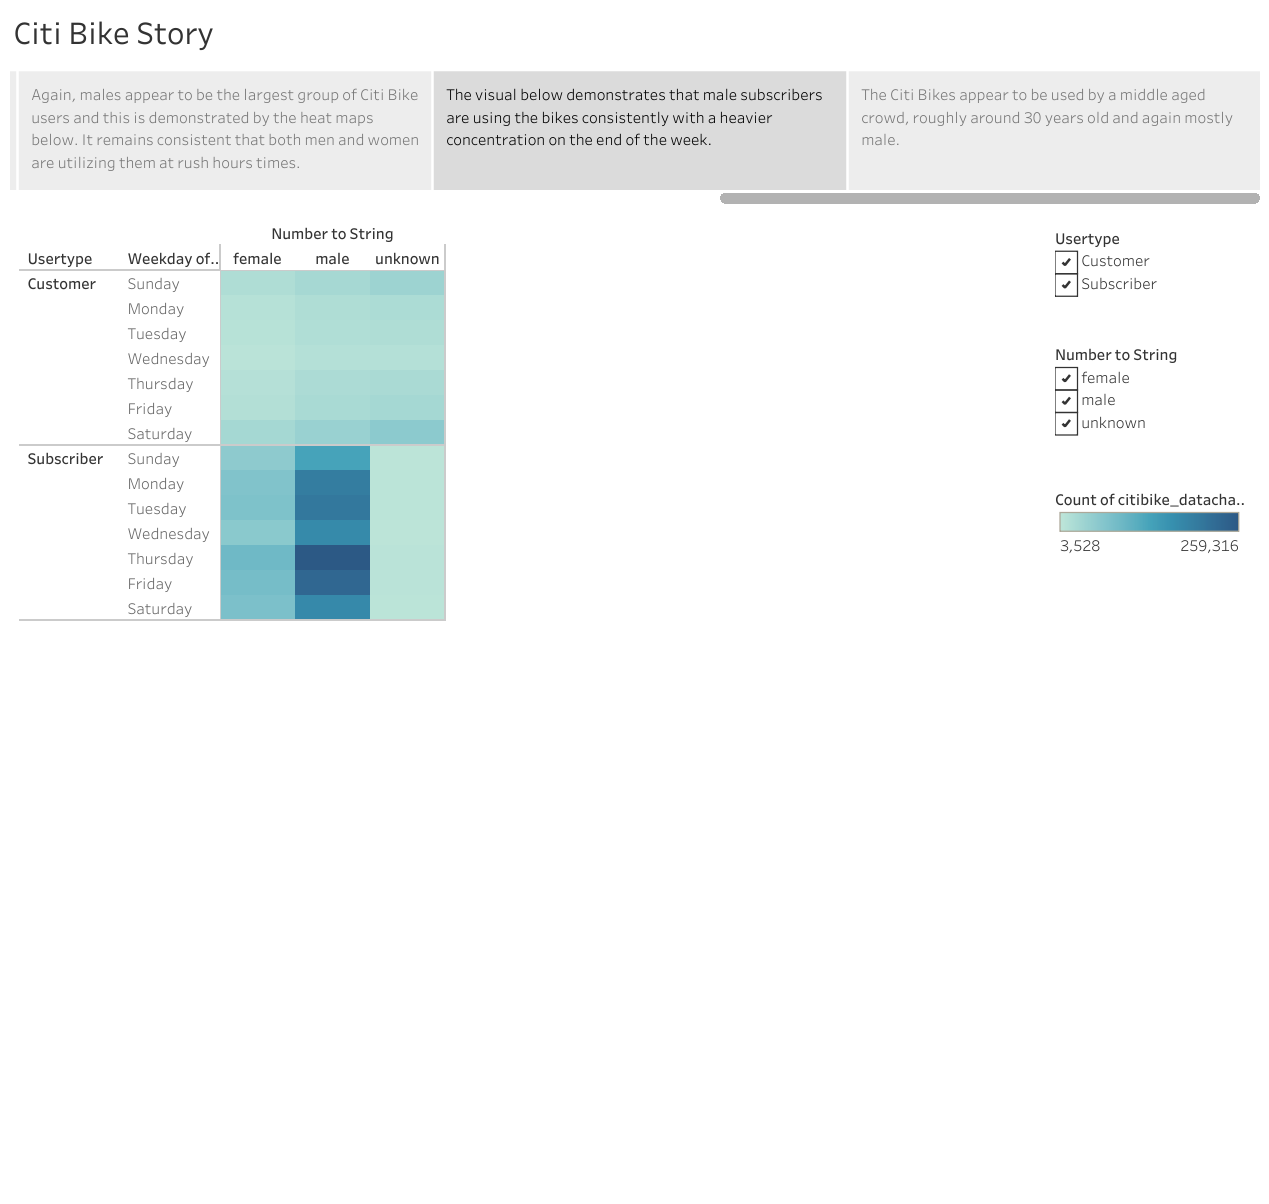 Citi Bike Story
Again, males appear to be the largest group of Citi Bike
users and this is demonstrated by the heat maps
below. It remains consistent that both men and women
are utilizing them at rush hours times.
The visual below demonstrates that male subscribers
are using the bikes consistently with a heavier
concentration on the end of the week.
The Citi Bikes appear to be used by a middle aged
crowd, roughly around 30 years old and again mostly
male.
Number to String
Usertype Weekday of.. female male unknown
Customer Sunday
Monday
Tuesday
Wednesday
Thursday
Friday
Saturday
Subscriber Sunday
Monday
Tuesday
Wednesday
Thursday
Friday
Saturday
Usertype
Customer
Subscriber
Number to String
female
male
unknown
Count of citibike_datacha..
3,528 259,316